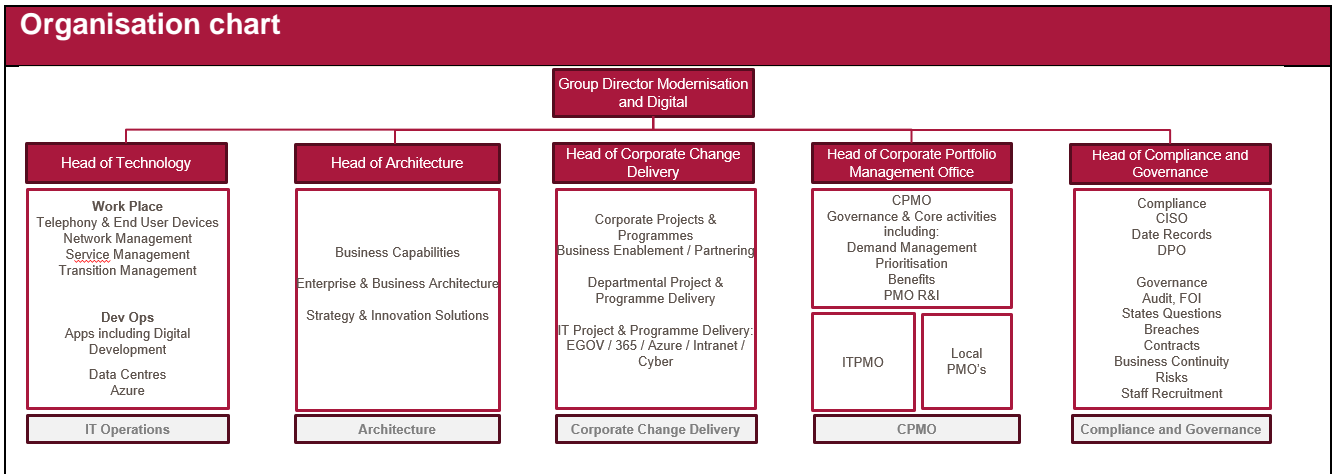 Organisation chart
Group Director Modernisation
and Digital
Head of Technology
Work Place
Telephony & End User Devices
Network Management
Service Management
Transition Management
Dev Ops
Apps including Digital
Development
Data Centres
Azure
IT Operations
Head of Architecture
Business Capabilities
Enterprise & Business Architecture
Strategy & Innovation Solutions
Architecture
Head of Corporate Change
Delivery
Corporate Projects &
Programmes
Business Enablement / Partnering
Departmental Project &
Programme Delivery
IT Project & Programme Delivery:
EGOV / 365 / Azure / Intranet /
Cyber
Corporate Change Delivery
Head of Corporate Portfolio
Management Office
CPMO
Governance & Core activities
including:
Demand Management
Prioritisation
Benefits
PMO R&I
ITPMO
Local
PMO's
CPMO
Head of Compliance and
Governance
Compliance
CISO
Date Records
DPO
Governance
Audit, FOI
States Questions
Breaches
Contracts
Business Continuity
Risks
Staff Recruitment
Compliance and Governance